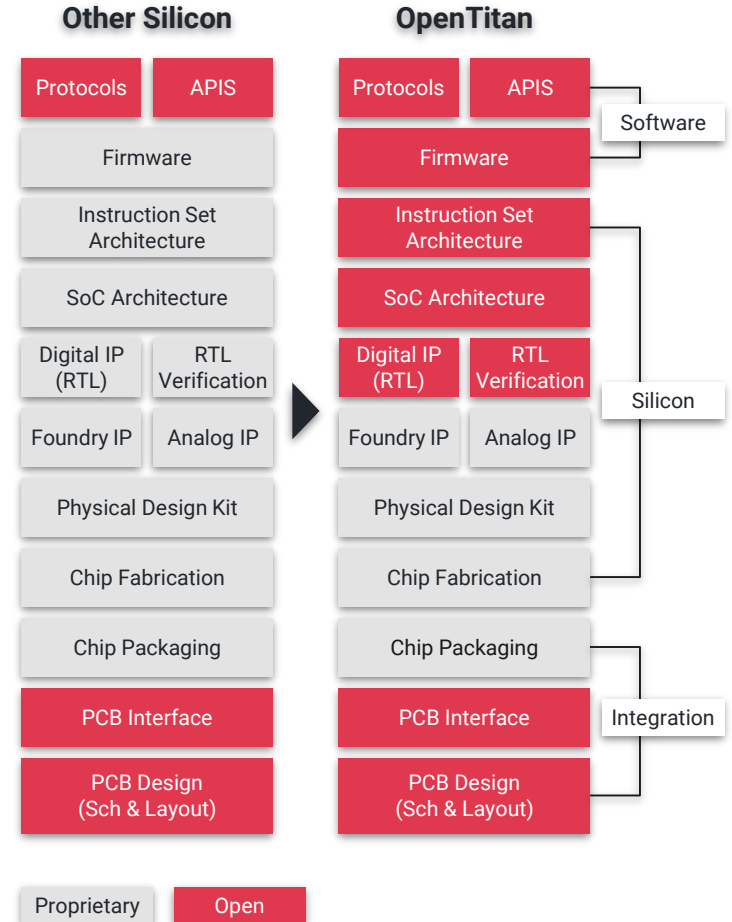 Other Silicon
OpenTitan
Protocols
APIS
Protocols
APIS
Software
Firmware
Firmware
Instruction Set
Architecture
Instruction Set
Architecture
SoC Architecture
SoC Architecture
Digital IP
(RTL)
RTL
Verification
Digital IP
(RTL)
RTL
Verification
Silicon
Foundry IP
Analog IP
Foundry IP
Analog IP
Physical Design Kit
Physical Design Kit
Chip Fabrication
Chip Fabrication
Chip Packaging
Chip Packaging
PCB Interface
PCB Interface
Integration
PCB Design
(Sch & Layout)
PCB Design
(Sch & Layout)
Proprietary
Open